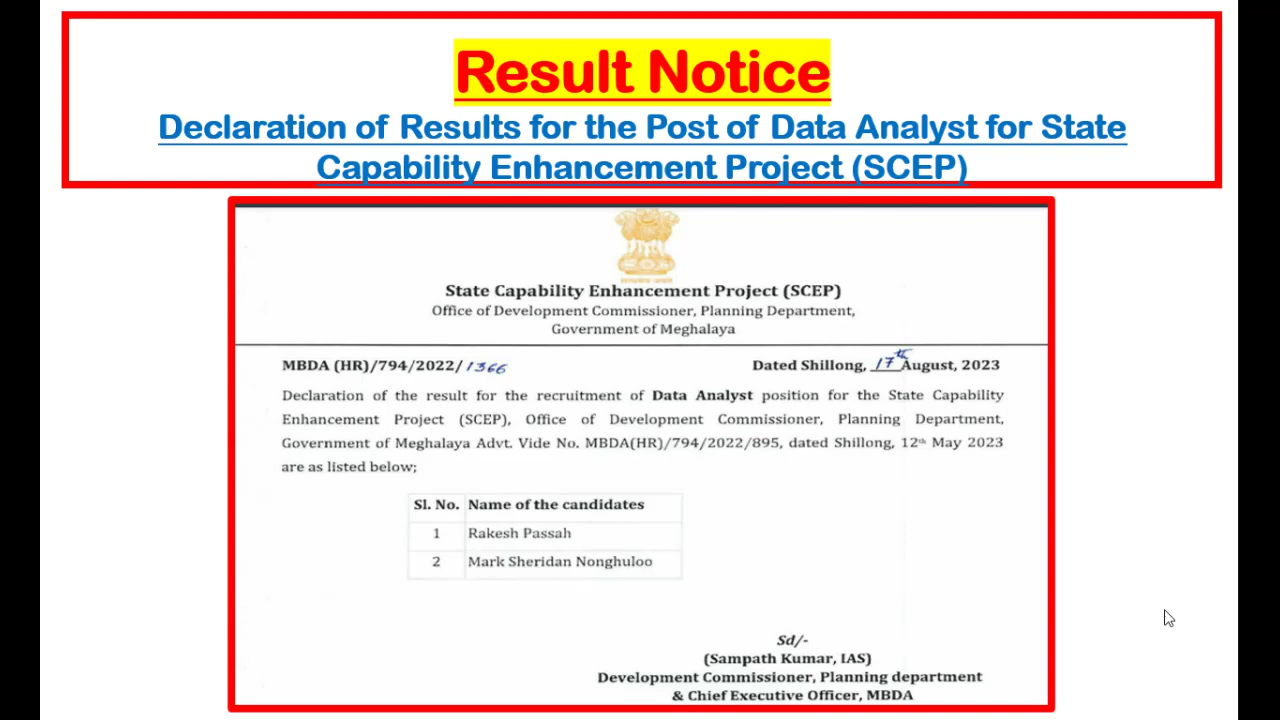 Result Notice
Declaration of Results for the Post of Data Analyst for State
Capability Enhancement Project (SCEP)
State Capability Enhancement Project (SCEP)
Office of Development Commissioner, Planning Department,
Government of Meghalaya
MBDA (HR)/794/2022/1366 Dated Shillong, 17th August, 2023
Declaration of the result for the recruitment of Data Analyst position for the State Capability
Enhancement Project (SCEP), Office of Development Commissioner, Planning Department,
Government of Meghalaya Advt. Vide No. MBDA(HR)/794/2022/895, dated Shillong, 12th May 2023
are as listed below;
Sl. No. Name of the candidates
1 Rakesh Passah
2 Mark Sheridan Nonghuloo
Sd/-
(Sampath Kumar, IAS)
Development Commissioner, Planning department
& Chief Executive Officer, MBDA